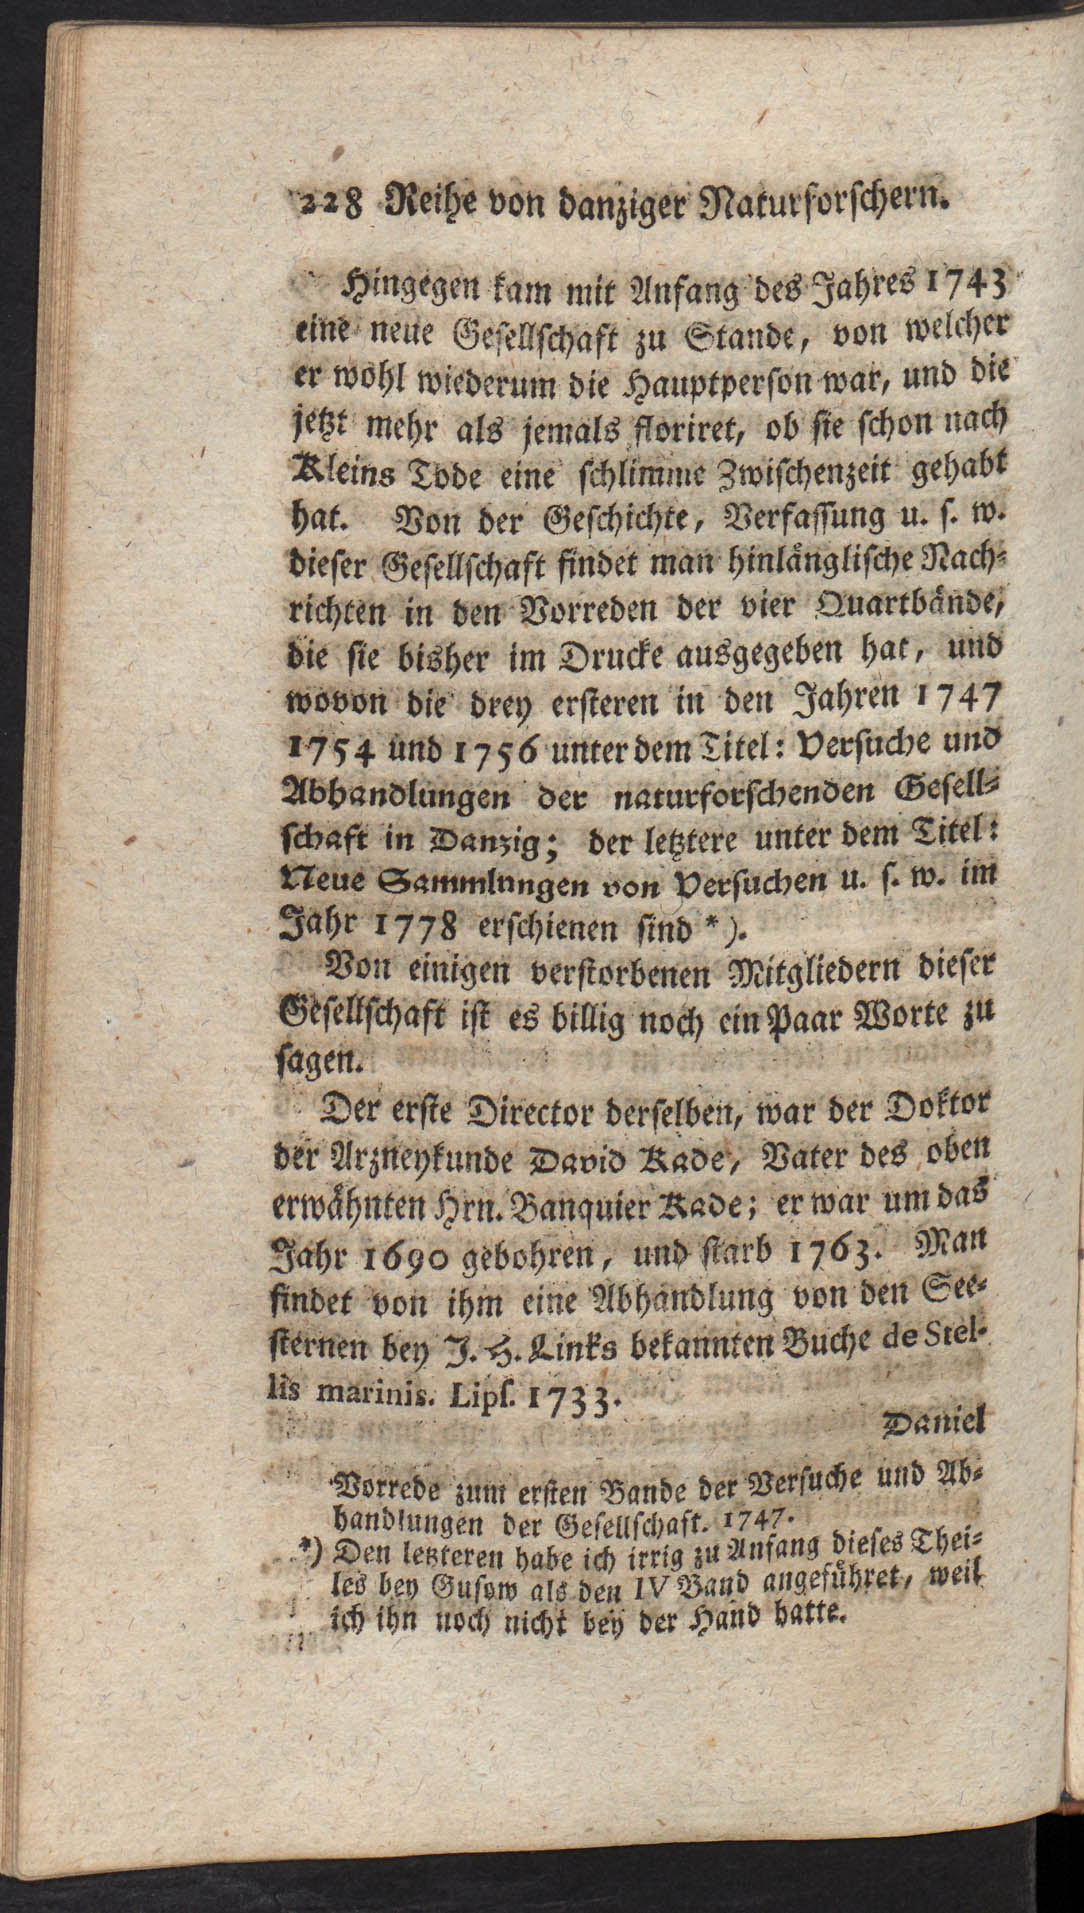 228 Reihe von danziger Naturforschern.
Hingegen kam mit Anfang des Jahres 1743
eine neue Gesellschaft zu Stande, von welcher
er wohl wiederum die Hauptperson war, und die
jetzt mehr als jemals floriret, ob sie schon nach
Kleins Tode eine schlimme Zwischenzeit gehabt
hat. Von der Geschichte, Verfassung u. s. w.
dieser Gesellschaft findet man hinlänglische Nach-
richten in den Vorreden der vier Quartbände,
die sie bisher im Drucke ausgegeben hat, und
wovon die drey ersteren in den Jahren 1747
1754 und 1756 unter dem Titel: Versuche und
Abhandlungen der naturforschenden Gesell-
schaft in Danzig; der letztere unter dem Titel:
Neue Sammlungen von Versuchen u. s. w. im
Jahr 1778 erschienen sind *).
Von einigen verstorbenen Mitgliedern dieser
Gesellschaft ist es billig noch ein Paar Worte zu
sagen.
Der erste Director derselben, war der Doktor
der Arzneykunde David Kade, Vater des oben
erwähnten Hrn. Banquier Kade; er war um das
Jahr 1690 gebohren, und starb 1763. Man
findet von ihm eine Abhandlung von den See-
sternen bey J. H. Links bekannten Buche de Stel-
lis marinis. Lips. 1733.
Daniel
Vorrede zum ersten Bande der Versuche und Ab-
handlungen der Gesellschaft. 1747.
*) Den letzteren habe ich irrig zu Anfang dieses Thei-
les bey Gusow als den IV Band angeführet, weil
ich ihn noch nicht bey der Hand hatte.